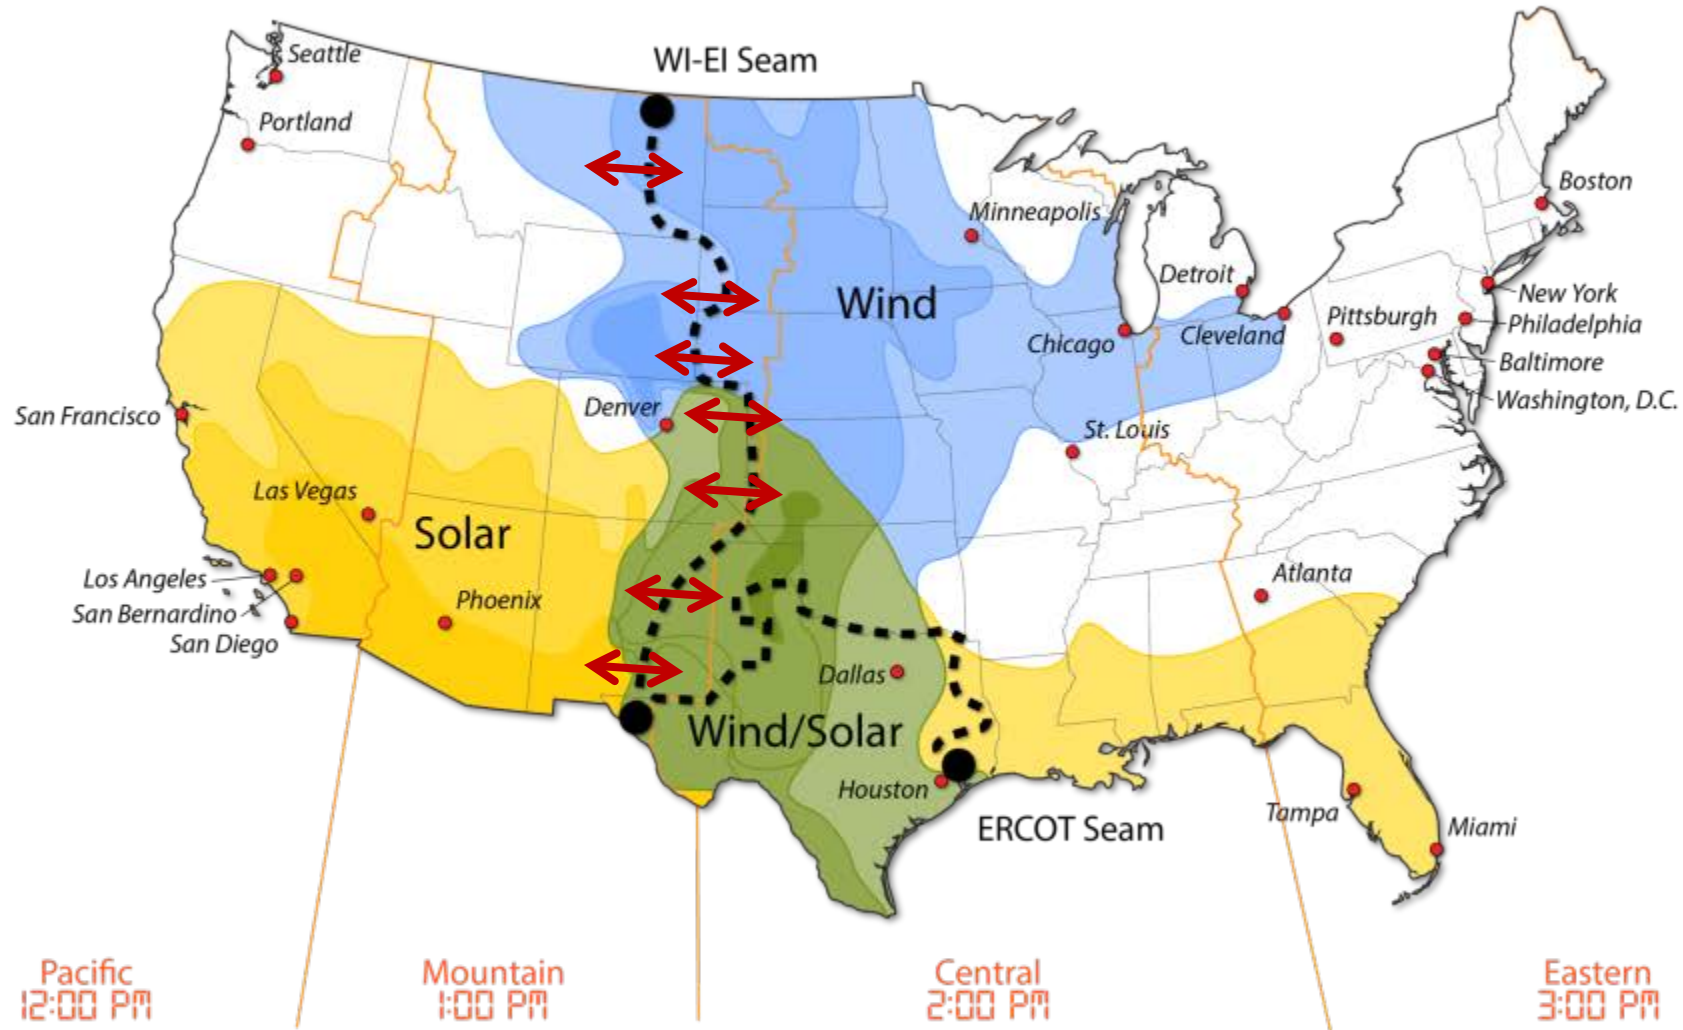 WI-EI Seam
Seattle
Portland
Boston
Minneapolis
Detroit
Wind
New York
Pittsburgh
Philadelphia
Cleveland
Chicago
Baltimore
Washington, D.C.
Denver
San Francisco
St. Louis
Las Vegas
Solar
Los Angeles
Atlanta
San Bernardino
Phoenix
San Diego
Dallas
Wind/Solar
Houston
Tampa
ERCOT Seam
Miami
Pacific
12:00 PM
Mountain
1:00 PM
Central
2:00 PM
Eastern
3:00 PM